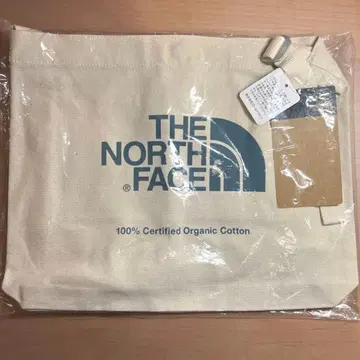 THE
NORTH
® FACE
100% Certified Organic Cotton